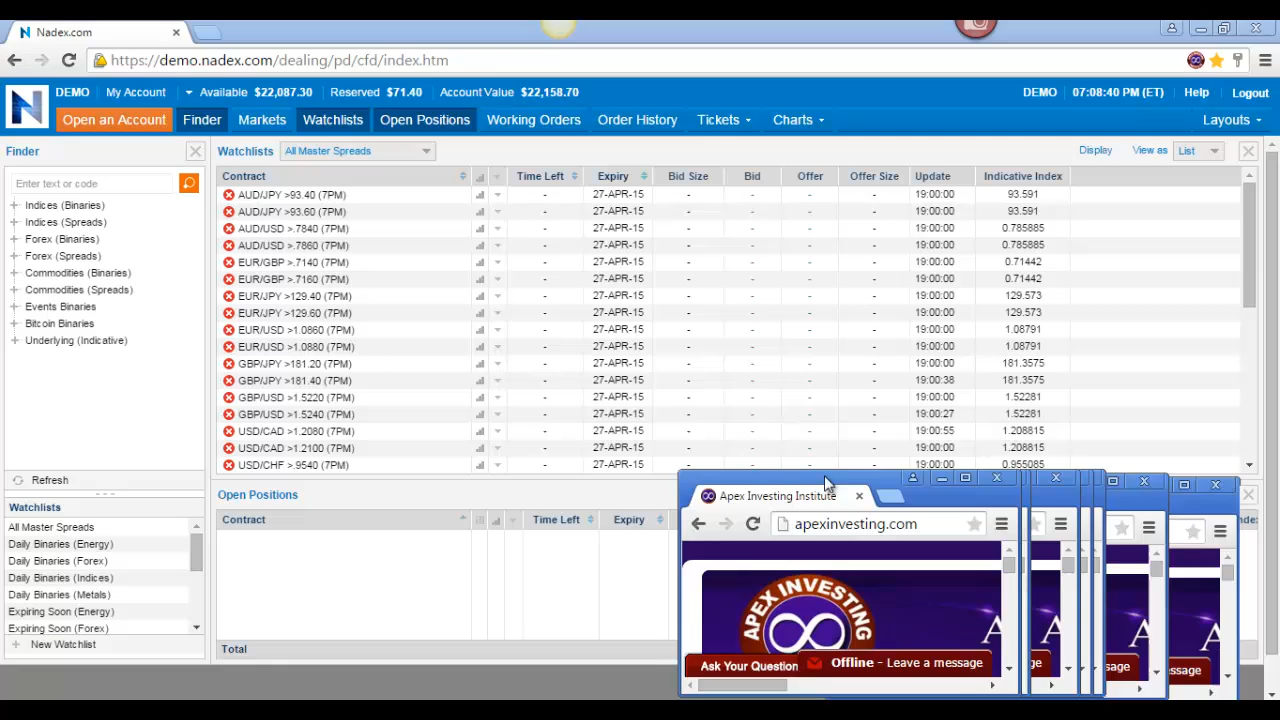 Nadex.com
https://demo.nadex.com/dealing/pd/cfd/index.htm
DEMO My Account Available $22,087.30 Reserved $71.40 Account Value $22,158.70 DEMO 07:08:40 PM (ET) Help Logout
N Open an Account Finder Markets Watchlists Open Positions Working Orders Order History Tickets Charts Layouts
Finder
Enter text or code
Indices (Binaries)
Indices (Spreads)
Forex (Binaries)
Forex (Spreads)
Commodities (Binaries)
Commodities (Spreads)
Events Binaries
Bitcoin Binaries
Underlying (Indicative)
Refresh
Watchlists
All Master Spreads
Daily Binaries (Energy)
Daily Binaries (Forex)
Daily Binaries (Indices)
Daily Binaries (Metals)
Expiring Soon (Energy)
Expiring Soon (Forex)
New Watchlist
Watchlists All Master Spreads Display View as List
Contract Time Left Expiry Bid Size Bid Offer Offer Size Update Indicative Index
AUD/JPY >93.40 (7PM) - 27-APR-15 - - - - 19:00:00 93.591
AUD/JPY >93.60 (7PM) - 27-APR-15 - - - - 19:00:00 93.591
AUD/USD >.7840 (7PM) - 27-APR-15 - - - - 19:00:00 0.785885
AUD/USD >.7860 (7PM) - 27-APR-15 - - - - 19:00:00 0.785885
EUR/GBP >.7140 (7PM) - 27-APR-15 - - - - 19:00:00 0.71442
EUR/GBP >.7160 (7PM) - 27-APR-15 - - - - 19:00:00 0.71442
EUR/JPY >129.40 (7PM) - 27-APR-15 - - - - 19:00:00 129.573
EUR/JPY >129.60 (7PM) - 27-APR-15 - - - - 19:00:00 129.573
EUR/USD >1.0860 (7PM) - 27-APR-15 - - - - 19:00:00 1.08791
EUR/USD >1.0880 (7PM) - 27-APR-15 - - - - 19:00:00 1.08791
GBP/JPY >181.20 (7PM) - 27-APR-15 - - - - 19:00:00 181.3575
GBP/JPY >181.40 (7PM) - 27-APR-15 - - - - 19:00:38 181.3575
GBP/USD >1.5220 (7PM) - 27-APR-15 - - - - 19:00:00 1.52281
GBP/USD >1.5240 (7PM) - 27-APR-15 - - - - 19:00:27 1.52281
USD/CAD >1.2080 (7PM) - 27-APR-15 - - - - 19:00:55 1.208815
USD/CAD >1.2100 (7PM) - 27-APR-15 - - - - 19:00:00 1.208815
USD/CHF >.9540 (7PM) - 27-APR-15 - - - - 19:00:00 0.955085
Open Positions
Contract Time Left Expiry
Total
Apex Investing Institute
apexinvesting.com
APEX INVESTING
A
Ask Your Question Offline - Leave a message